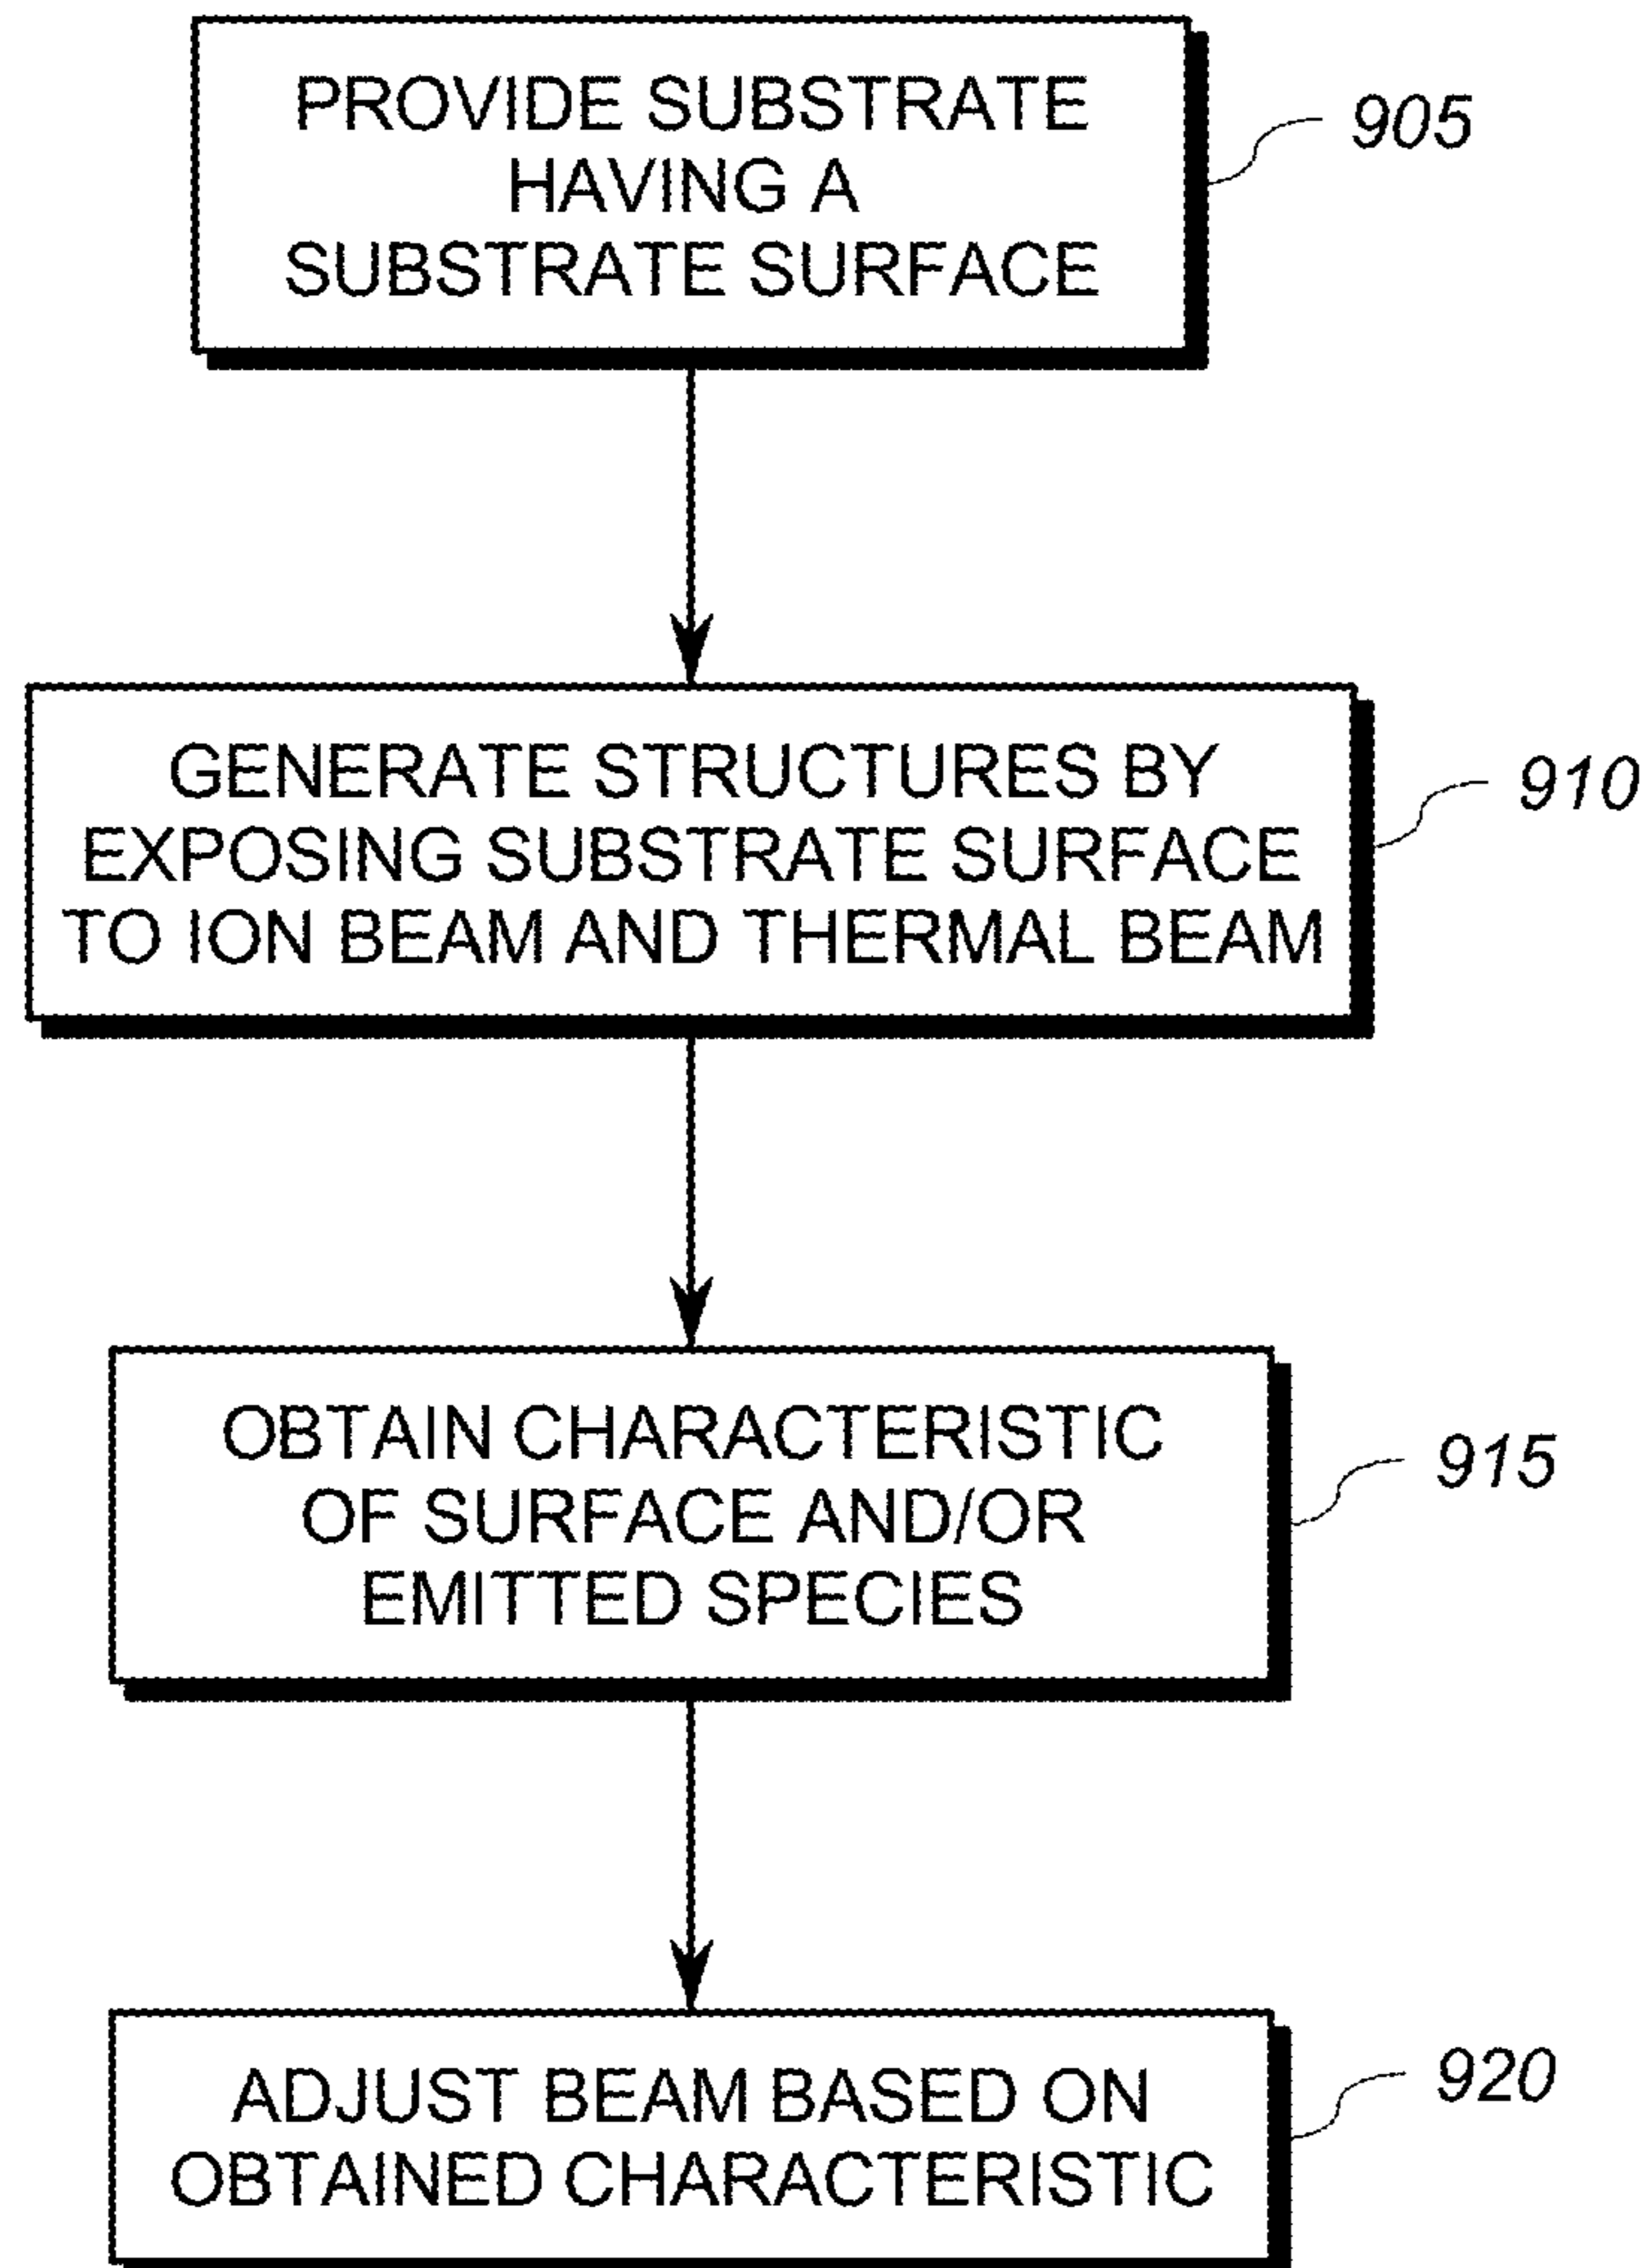 PROVIDE SUBSTRATE
HAVING A
SUBSTRATE SURFACE
905
GENERATE STRUCTURES BY
EXPOSING SUBSTRATE SURFACE
TO ION BEAM AND THERMAL BEAM
910
OBTAIN CHARACTERISTIC
OF SURFACE AND/OR
EMITTED SPECIES
915
ADJUST BEAM BASED ON
OBTAINED CHARACTERISTIC
920